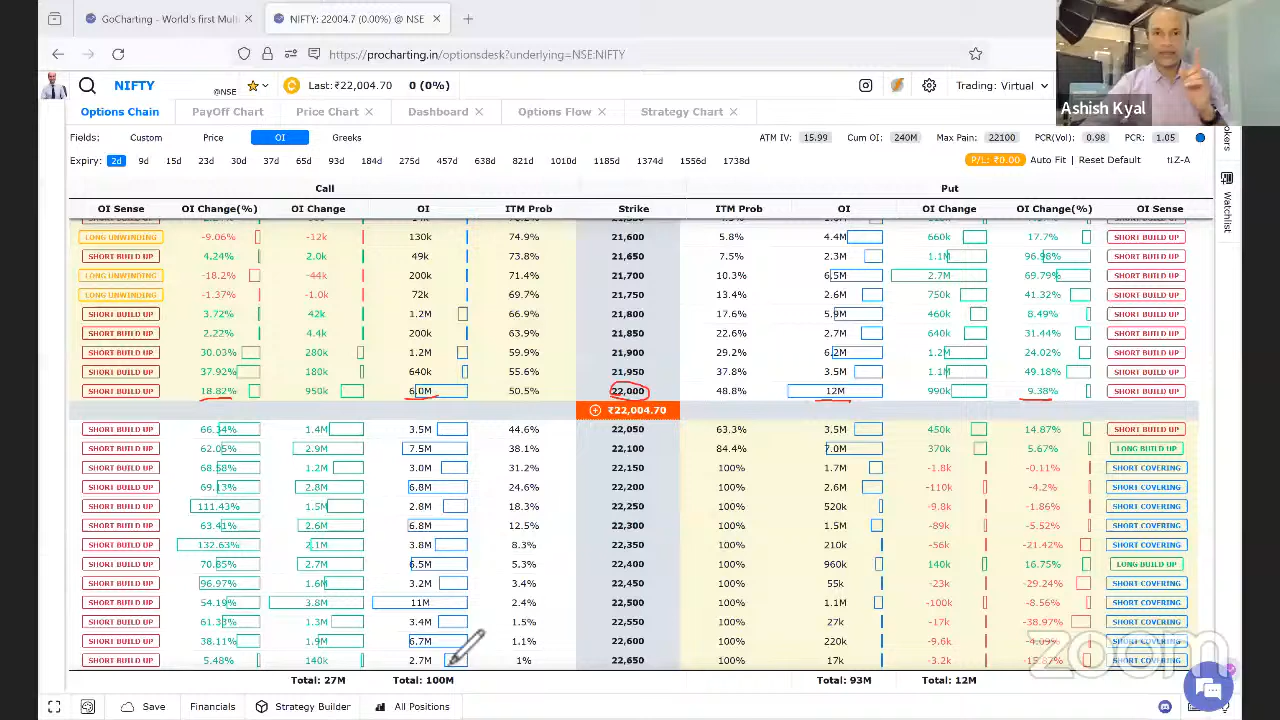 GoCharting - World's first Mult
NIFTY: 22004.7 (0.00%) @ NSE
https://procharting.in/optionsdesk?underlying=NSE:NIFTY
NIFTY @NSE Last: ₹22,004.70 0 (0%) Trading: Virtual
Ashish Kyal
Options Chain PayOff Chart Price Chart Dashboard Options Flow Strategy Chart
Fields: Custom Price OI Greeks ATM IV: 15.99 Cum OI: 240M Max Pain: 22100 PCR(Vol): 0.98 PCR: 1.05
Expiry: 2d 9d 15d 23d 30d 37d 65d 93d 184d 275d 457d 638d 821d 1010d 1185d 1374d 1556d 1738d P/L: ₹0.00 Auto Fit | Reset Default Z-A
Call Put
OI Sense OI Change(%) OI Change OI ITM Prob Strike ITM Prob OI OI Change OI Change(%) OI Sense
LONG UNWINDING -9.06% -12k 130k 74.9% 21,600 5.8% 4.4M 660k 17.7% SHORT BUILD UP
SHORT BUILD UP 4.24% 2.0k 49k 73.8% 21,650 7.5% 2.3M 1.1M 96.98% SHORT BUILD UP
LONG UNWINDING -18.2% -44k 200k 71.4% 21,700 10.3% 6.5M 2.7M 69.79% SHORT BUILD UP
LONG UNWINDING -1.37% -1.0k 72k 69.7% 21,750 13.4% 2.6M 750k 41.32% SHORT BUILD UP
SHORT BUILD UP 3.72% 42k 1.2M 66.9% 21,800 17.6% 5.9M 460k 8.49% SHORT BUILD UP
SHORT BUILD UP 2.22% 4.4k 200k 63.9% 21,850 22.6% 2.7M 640k 31.44% SHORT BUILD UP
SHORT BUILD UP 30.03% 280k 1.2M 59.9% 21,900 29.2% 6.2M 1.2M 24.02% SHORT BUILD UP
SHORT BUILD UP 37.92% 180k 640k 55.6% 21,950 37.8% 3.5M 1.1M 49.18% SHORT BUILD UP
SHORT BUILD UP 18.82% 950k 6.0M 50.5% 22,000 48.8% 12M 990k 9.38% SHORT BUILD UP
₹22,004.70
SHORT BUILD UP 66.34% 1.4M 3.5M 44.6% 22,050 63.3% 3.5M 450k 14.87% SHORT BUILD UP
SHORT BUILD UP 62.05% 2.9M 7.5M 38.1% 22,100 84.4% 7.0M 370k 5.67% LONG BUILD UP
SHORT BUILD UP 68.58% 1.2M 3.0M 31.2% 22,150 100% 1.7M -1.8k -0.11% SHORT COVERING
SHORT BUILD UP 69.13% 2.8M 6.8M 24.6% 22,200 100% 2.6M -110k -4.2% SHORT COVERING
SHORT BUILD UP 111.43% 1.5M 2.8M 18.3% 22,250 100% 520k -9.8k -1.86% SHORT COVERING
SHORT BUILD UP 63.41% 2.6M 6.8M 12.5% 22,300 100% 1.5M -89k -5.52% SHORT COVERING
SHORT BUILD UP 132.63% 2.1M 3.8M 8.3% 22,350 100% 210k -56k -21.42% SHORT COVERING
SHORT BUILD UP 70.85% 2.7M 6.5M 5.3% 22,400 100% 960k 140k 16.75% LONG BUILD UP
SHORT BUILD UP 96.97% 1.6M 3.2M 3.4% 22,450 100% 55k -23k -29.24% SHORT COVERING
SHORT BUILD UP 54.19% 3.8M 11M 2.4% 22,500 100% 1.1M -100k -8.56% SHORT COVERING
SHORT BUILD UP 61.33% 1.3M 3.4M 1.5% 22,550 100% 27k -17k -38.97% SHORT COVERING
SHORT BUILD UP 38.11% 1.9M 6.7M 1.1% 22,600 100% 220k -9.6k -4.09% SHORT COVERING
SHORT BUILD UP 5.48% 140k 2.7M 1% 22,650 100% 17k -3.2k -15.87% SHORT COVERING
Total: 27M Total: 100M Total: 93M Total: 12M
zoom
Save Financials Strategy Builder All Positions
Watchlist